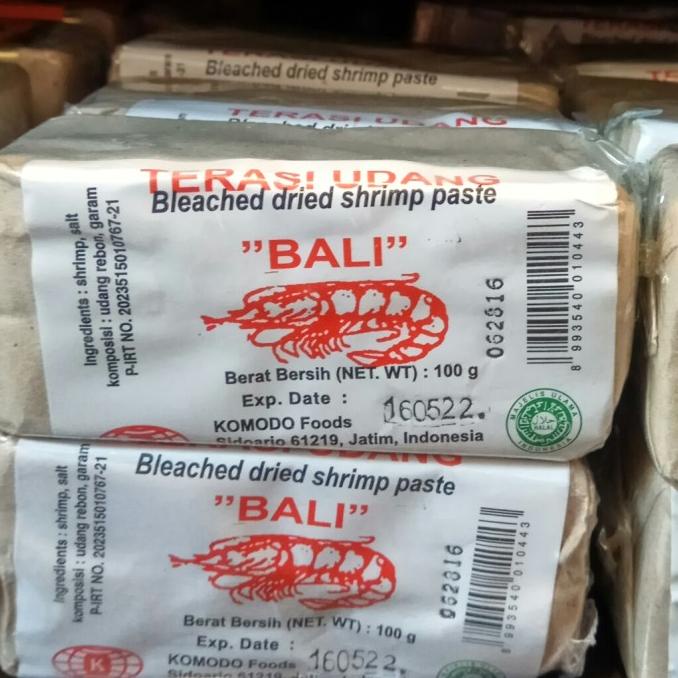 Bleached dried shrimp paste
TERASI UDANG
TERASI UDANG
Bleached dried shrimp paste
"BALI"
Ingredients : shrimp, salt
komposisi : udang rebon, garam
P-IRT NO. 2023515010767-21
062816
8 993540 010443
Berat Bersih (NET. WT) : 100 g
Exp. Date : 160522.
KOMODO Foods
Sidoarjo 61219, Jatim, Indonesia
MAJELIS ULAMA
HALAL
INDONESIA
Bleached dried shrimp paste
"BALI"
Ingredients : shrimp, salt
komposisi : udang rebon, garam
P-IRT NO. 2023515010767-21
062816
8 993540 010443
Berat Bersih (NET. WT) : 100 g
Exp. Date : 160522.
KOMODO Foods
K